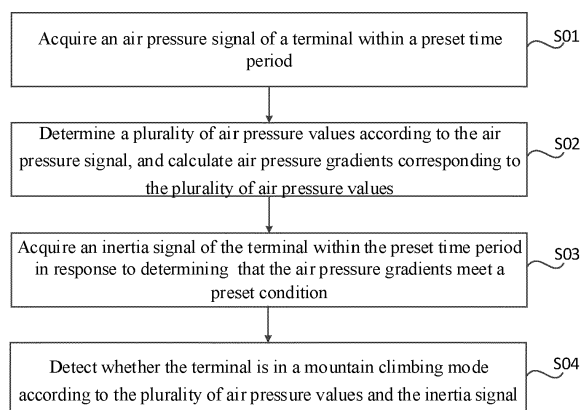 Acquire an air pressure signal of a terminal within a preset time
period
S01
Determine a plurality of air pressure values according to the air
pressure signal, and calculate air pressure gradients corresponding to
the plurality of air pressure values
S02
Acquire an inertia signal of the terminal within the preset time period
in response to determining that the air pressure gradients meet a
preset condition
S03
Detect whether the terminal is in a mountain climbing mode
according to the plurality of air pressure values and the inertia signal
S04